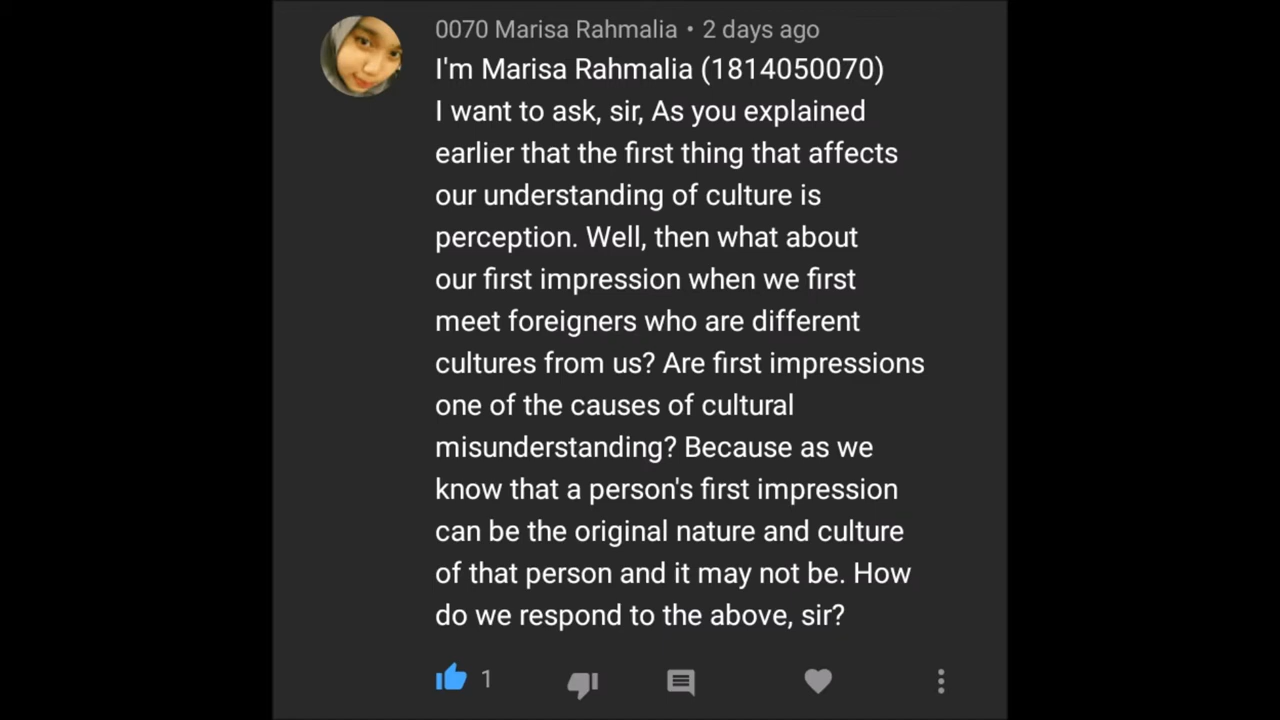 0070 Marisa Rahmalia • 2 days ago
I'm Marisa Rahmalia (1814050070)
I want to ask, sir, As you explained
earlier that the first thing that affects
our understanding of culture is
perception. Well, then what about
our first impression when we first
meet foreigners who are different
cultures from us? Are first impressions
one of the causes of cultural
misunderstanding? Because as we
know that a person's first impression
can be the original nature and culture
of that person and it may not be. How
do we respond to the above, sir?
1